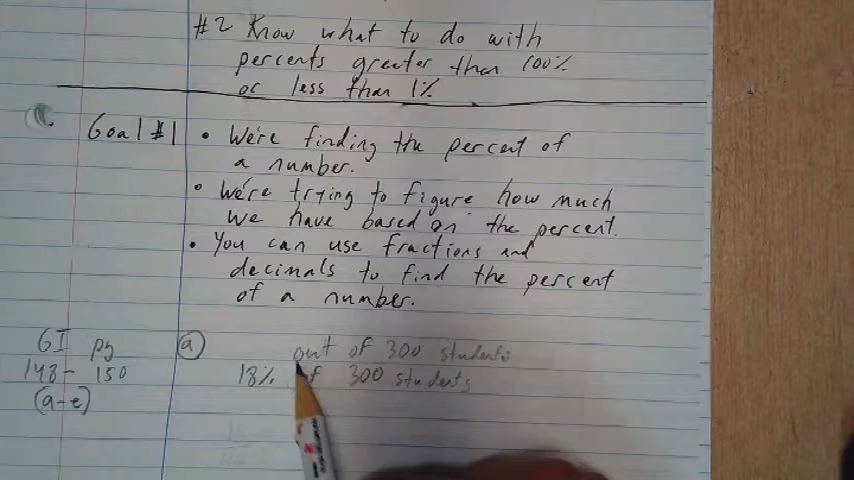 #2 Know what to do with
percents greater than 100%
or less than 1%
Goal #1 • We're finding the percent of
a number.
• We're trying to figure how much
we have based on the percent.
• You can use fractions and
decimals to find the percent
of a number.
GI pg
148- 150
(a-e)
(a) out of 300 students
18% of 300 students